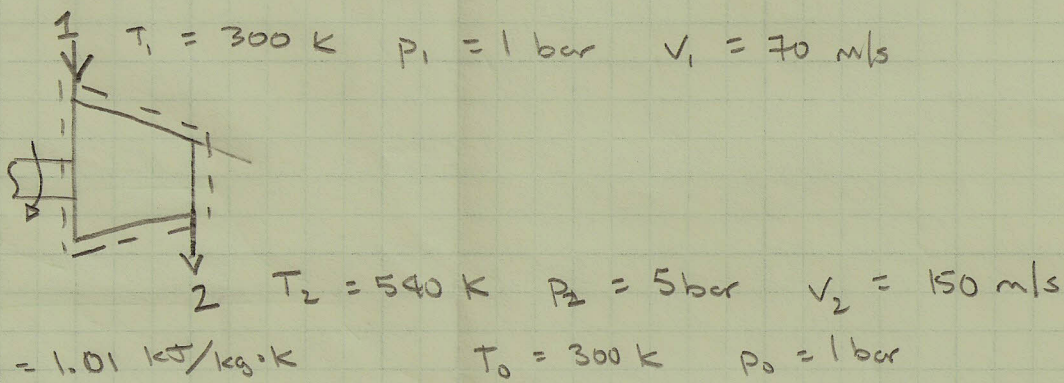 1 T₁ = 300 K p₁ = 1 bar V₁ = 70 m/s
2 T₂ = 540 K p₂ = 5 bar V₂ = 150 m/s
= 1.01 kJ/kg·K T₀ = 300 K p₀ = 1 bar